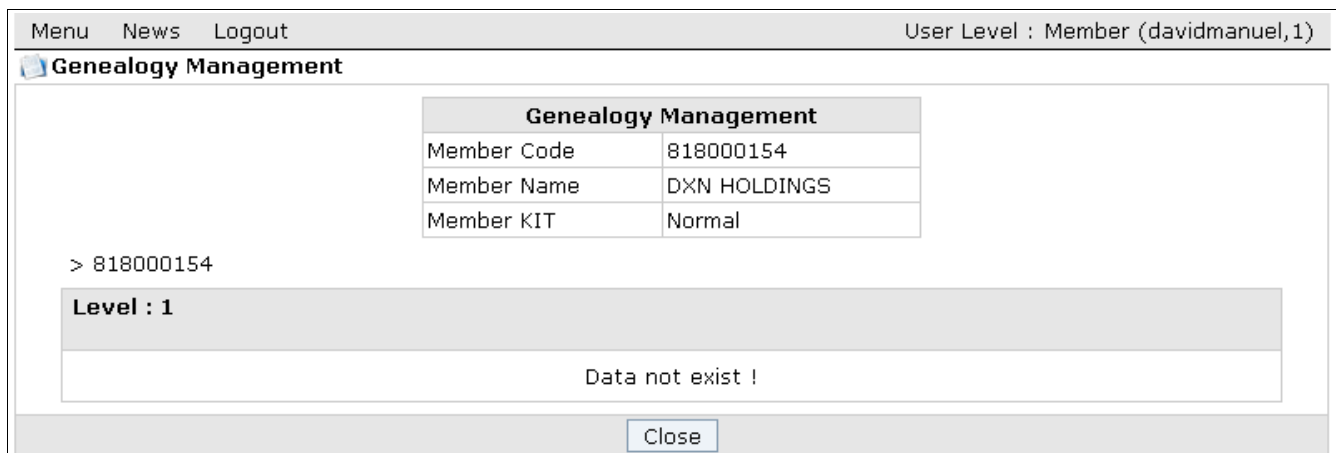 Menu News Logout User Level : Member (davidmanuel,1)
Genealogy Management
Genealogy Management
Member Code 818000154
Member Name DXN HOLDINGS
Member KIT Normal
> 818000154
Level : 1
Data not exist !
Close